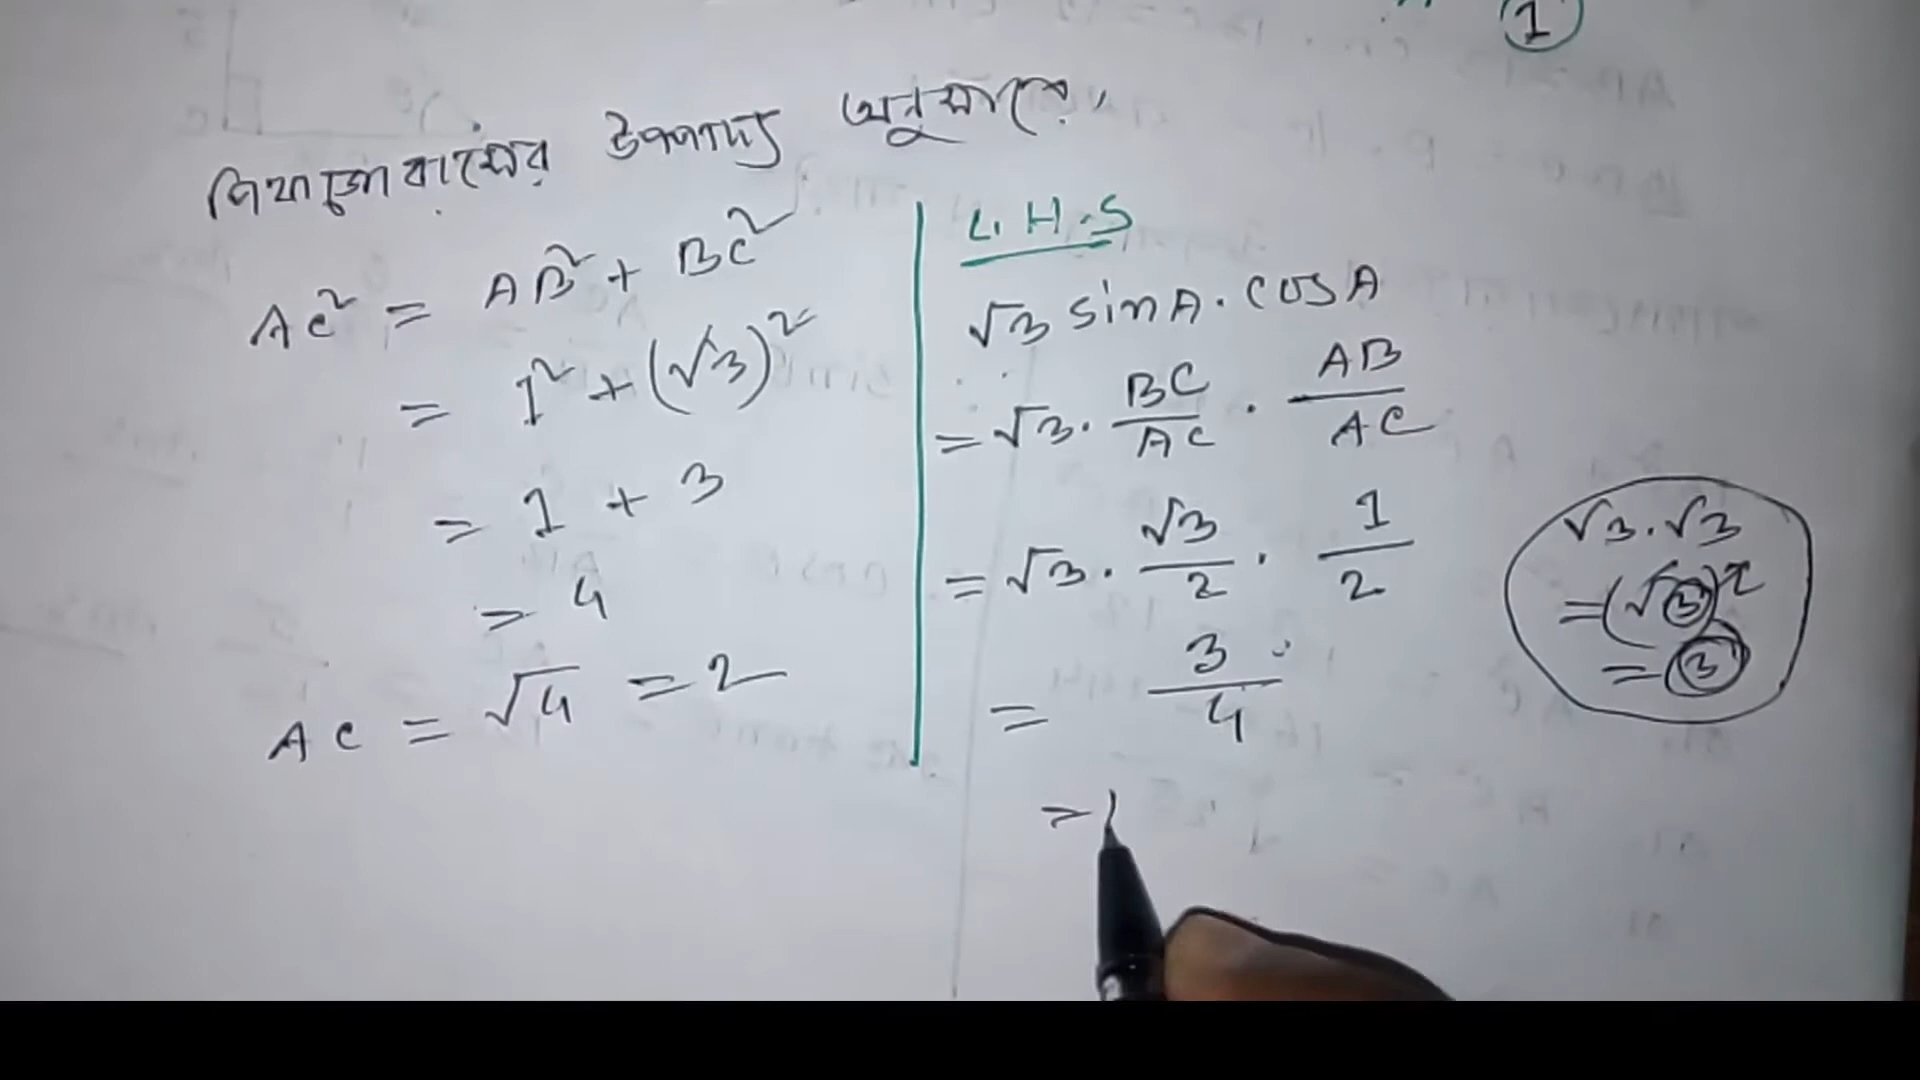 1
পিথাগোরাসের উপপাদ্য অনুসারে,
AC² = AB² + BC²
= 1² + (√3)²
= 1 + 3
= 4
AC = √4 = 2
L.H.S
√3 sinA. cosA
= √3 . BC/AC . AB/AC
= √3 . √3/2 . 1/2
= 3/4
=
√3.√3
= (√3)²
= 3